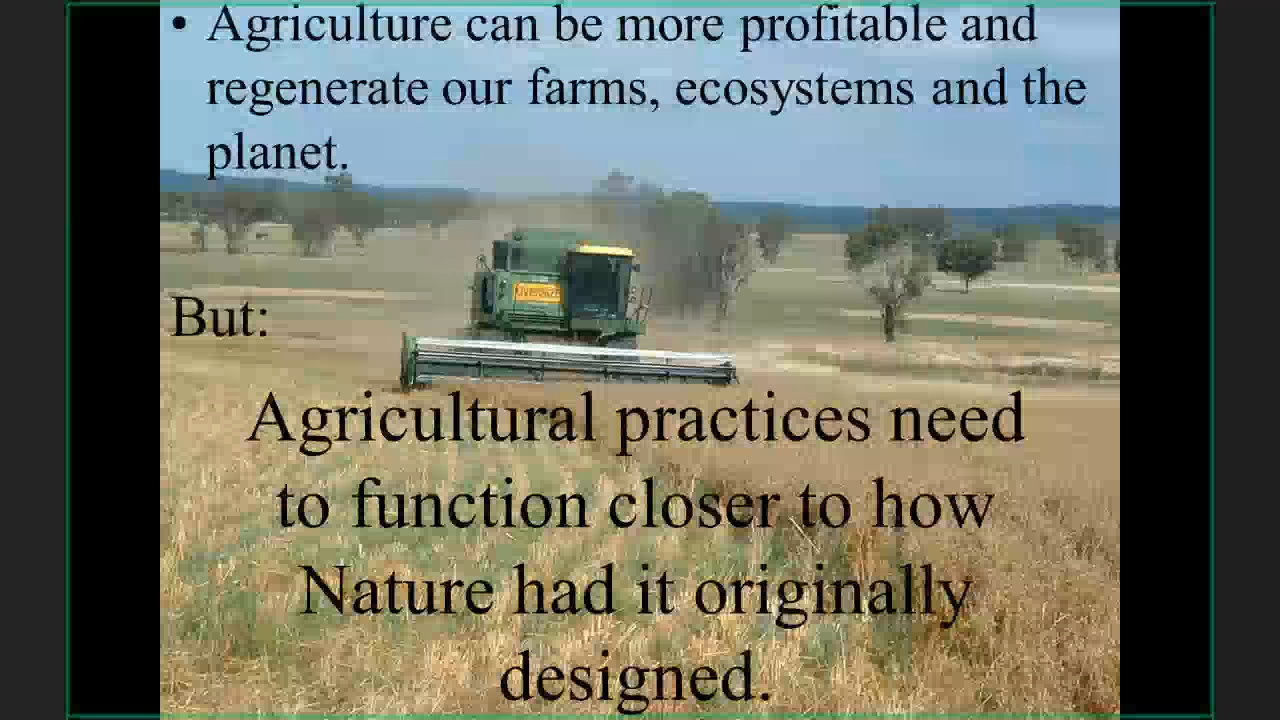 • Agriculture can be more profitable and
regenerate our farms, ecosystems and the
planet.
But:
Agricultural practices need
to function closer to how
Nature had it originally
designed.